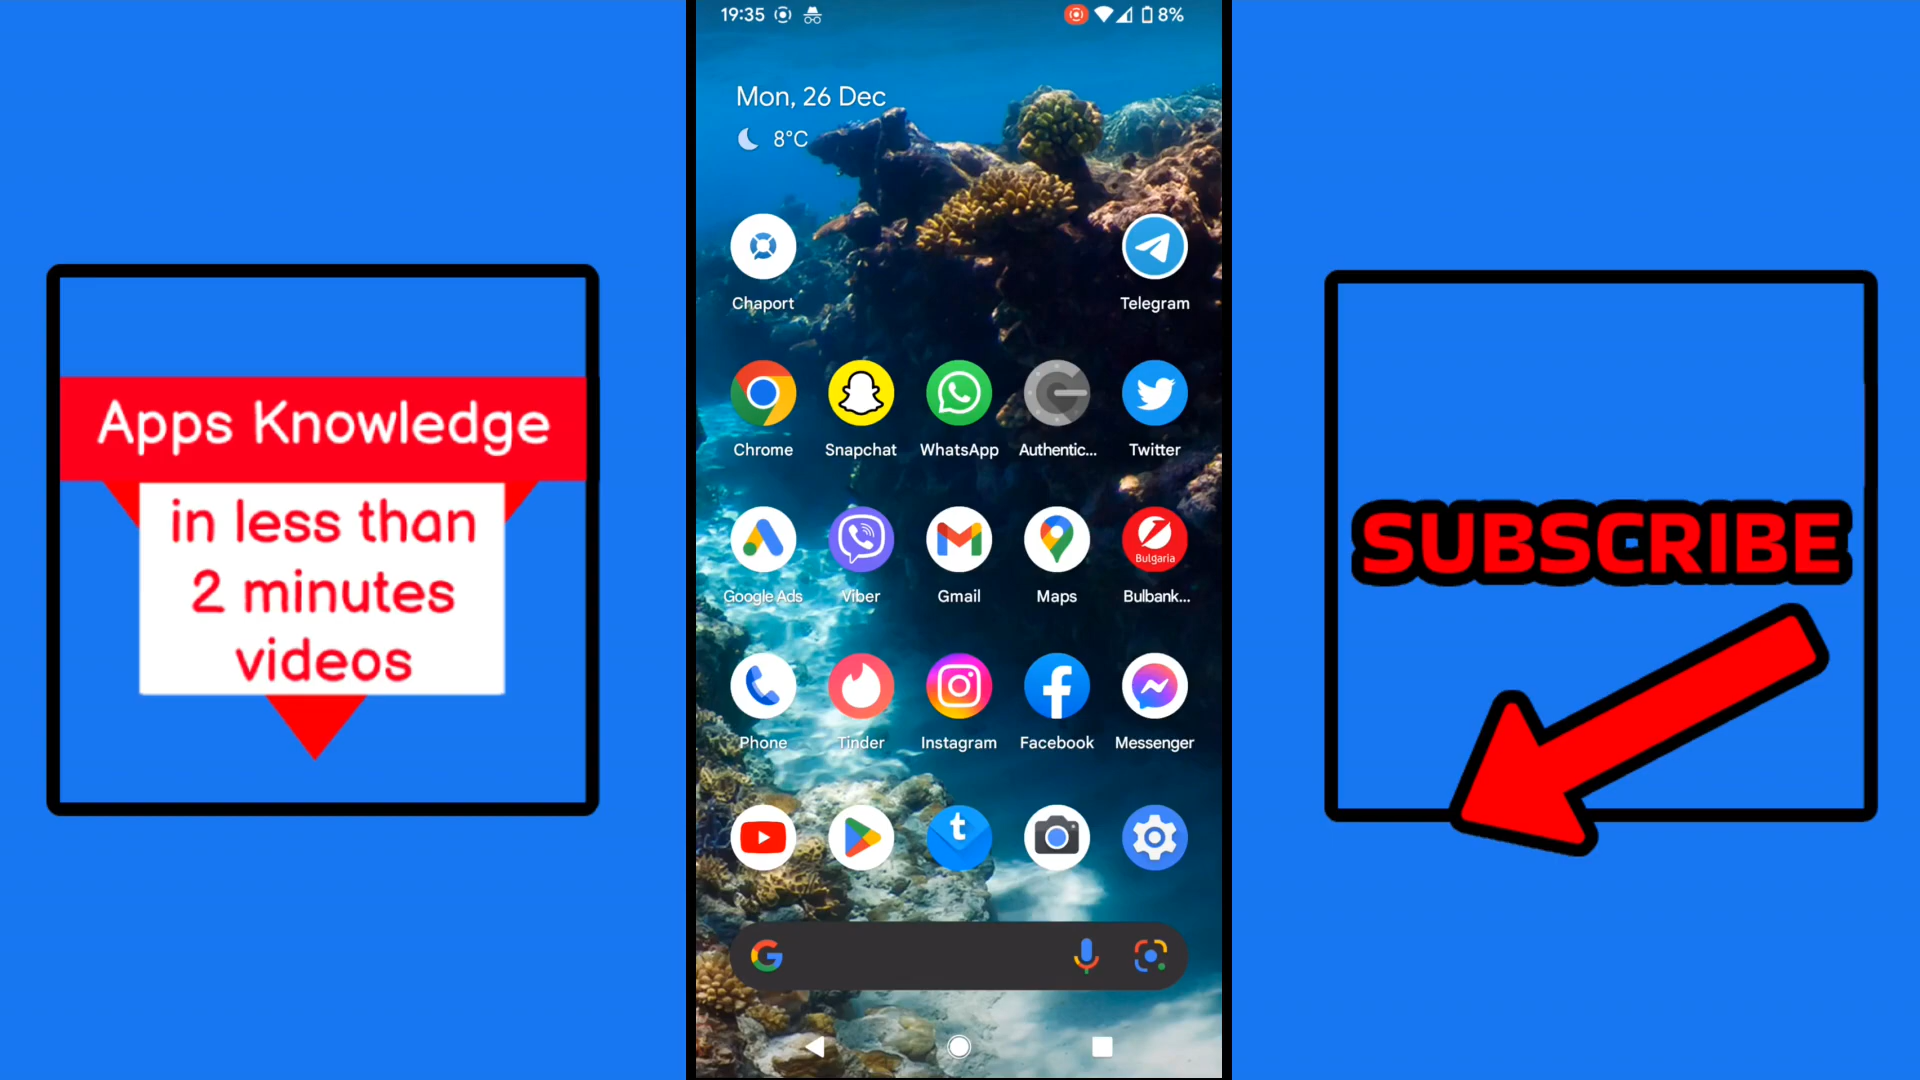 19:35
8%
Mon, 26 Dec
8°C
Chaport
Telegram
Chrome
Snapchat
WhatsApp
Authentic...
Twitter
Bulgaria
Google Ads
Viber
Gmail
Maps
Bulbank...
Phone
Tinder
Instagram
Facebook
Messenger
t
G
Apps Knowledge
in less than
2 minutes
videos
SUBSCRIBE